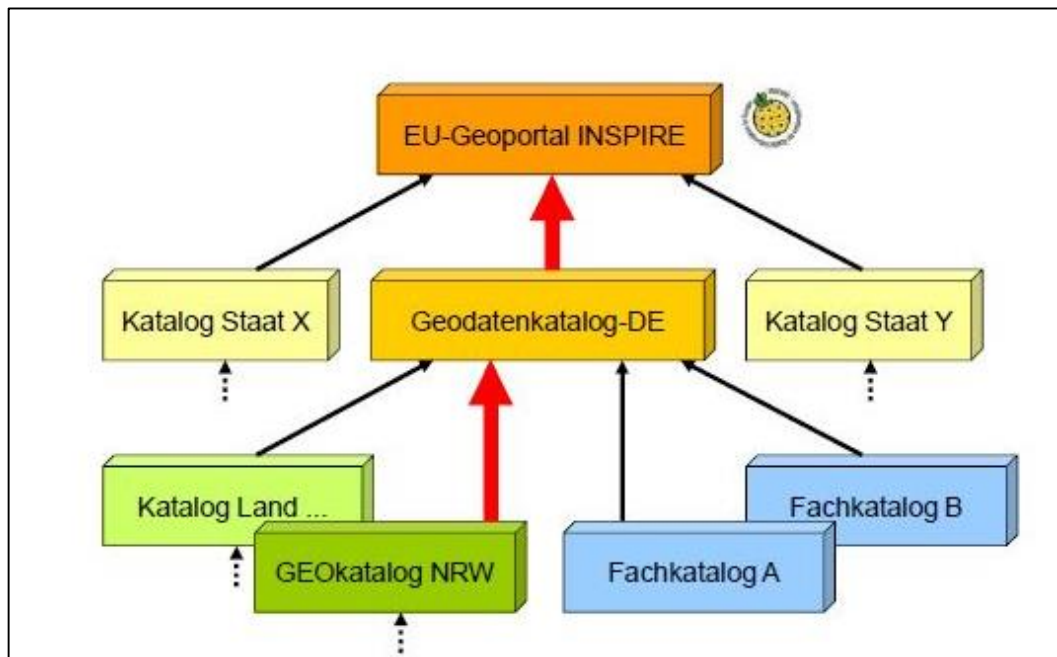 EU-Geoportal INSPIRE
Katalog Staat X
Geodatenkatalog-DE
Katalog Staat Y
Katalog Land ...
Fachkatalog B
GEOkatalog NRW
Fachkatalog A